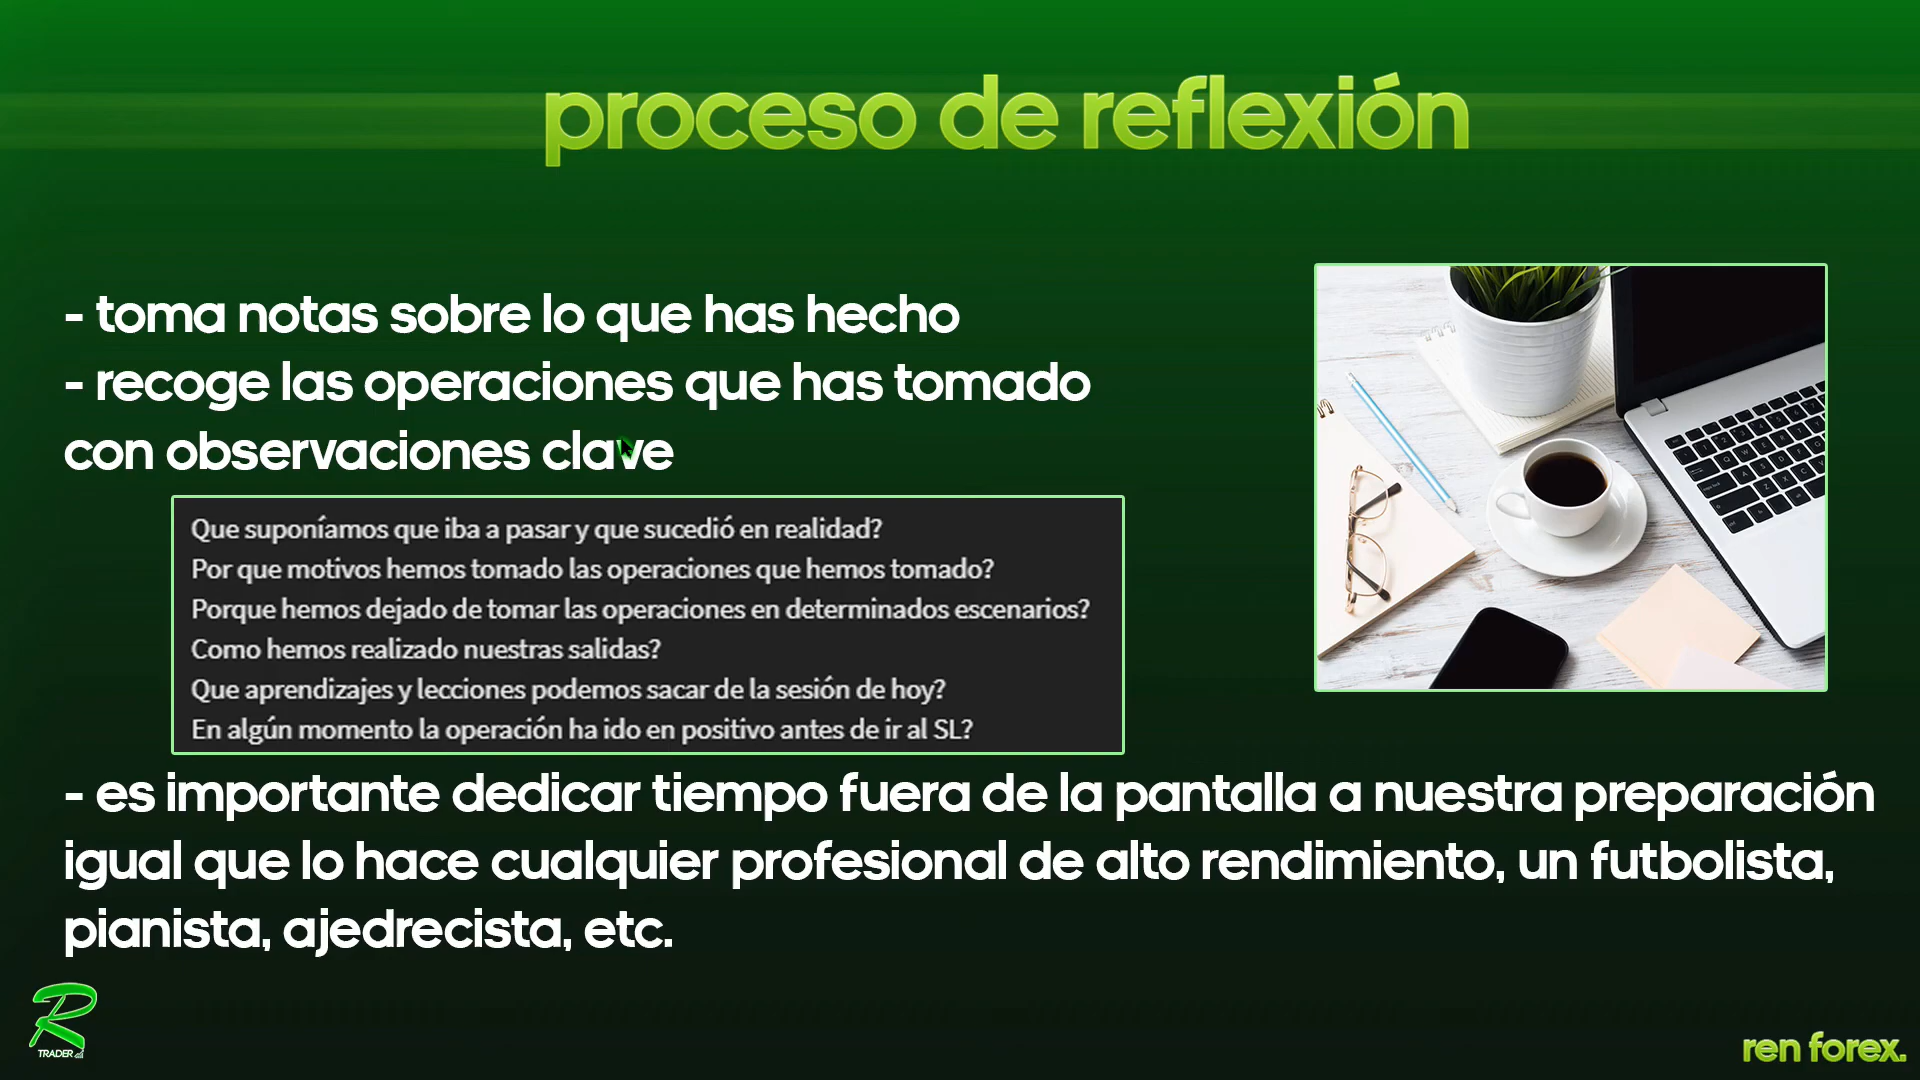 proceso de reflexión
- toma notas sobre lo que has hecho
- recoge las operaciones que has tomado
con observaciones clave
Que suponíamos que iba a pasar y que sucedió en realidad?
Por que motivos hemos tomado las operaciones que hemos tomado?
Porque hemos dejado de tomar las operaciones en determinados escenarios?
Como hemos realizado nuestras salidas?
Que aprendizajes y lecciones podemos sacar de la sesión de hoy?
En algún momento la operación ha ido en positivo antes de ir al SL?
- es importante dedicar tiempo fuera de la pantalla a nuestra preparación
igual que lo hace cualquier profesional de alto rendimiento, un futbolista,
pianista, ajedrecista, etc.
R
TRADER
ren forex.